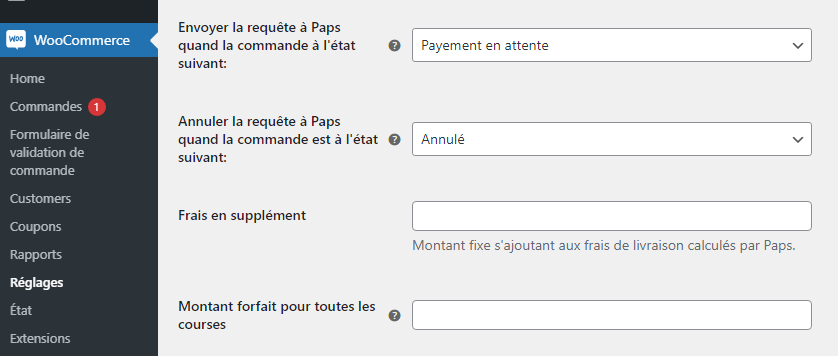 WOO WooCommerce
Home
Commandes 1
Formulaire de
validation de
commande
Customers
Coupons
Rapports
Réglages
État
Extensions
Envoyer la requête à Paps
quand la commande à l'état ? Payement en attente
suivant:
Annuler la requête à Paps
quand la commande est à l'état ? Annulé
suivant:
Frais en supplément
Montant fixe s'ajoutant aux frais de livraison calculés par Paps.
Montant forfait pour toutes les ?
courses